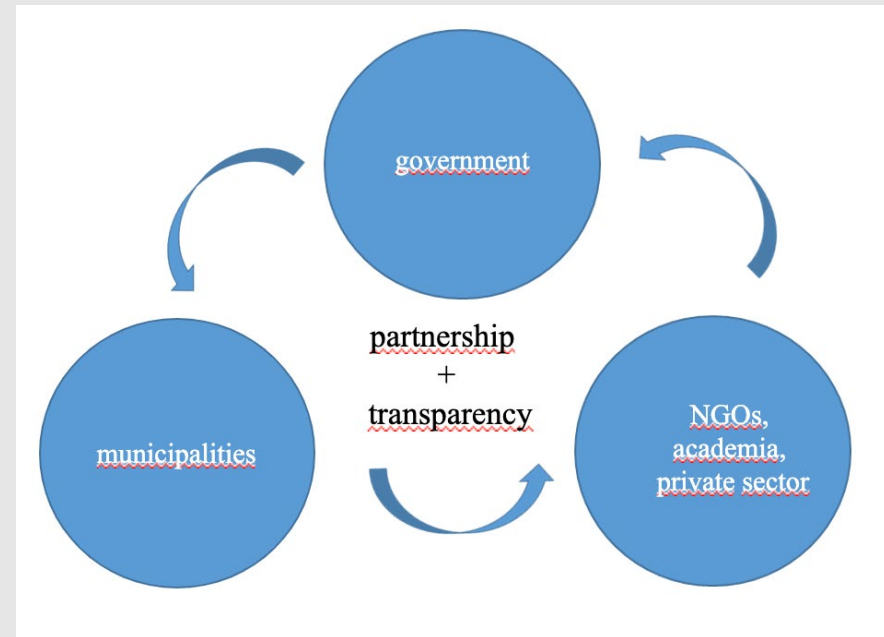 government
partnership
+
transparency
municipalities
NGOs,
academia,
private sector